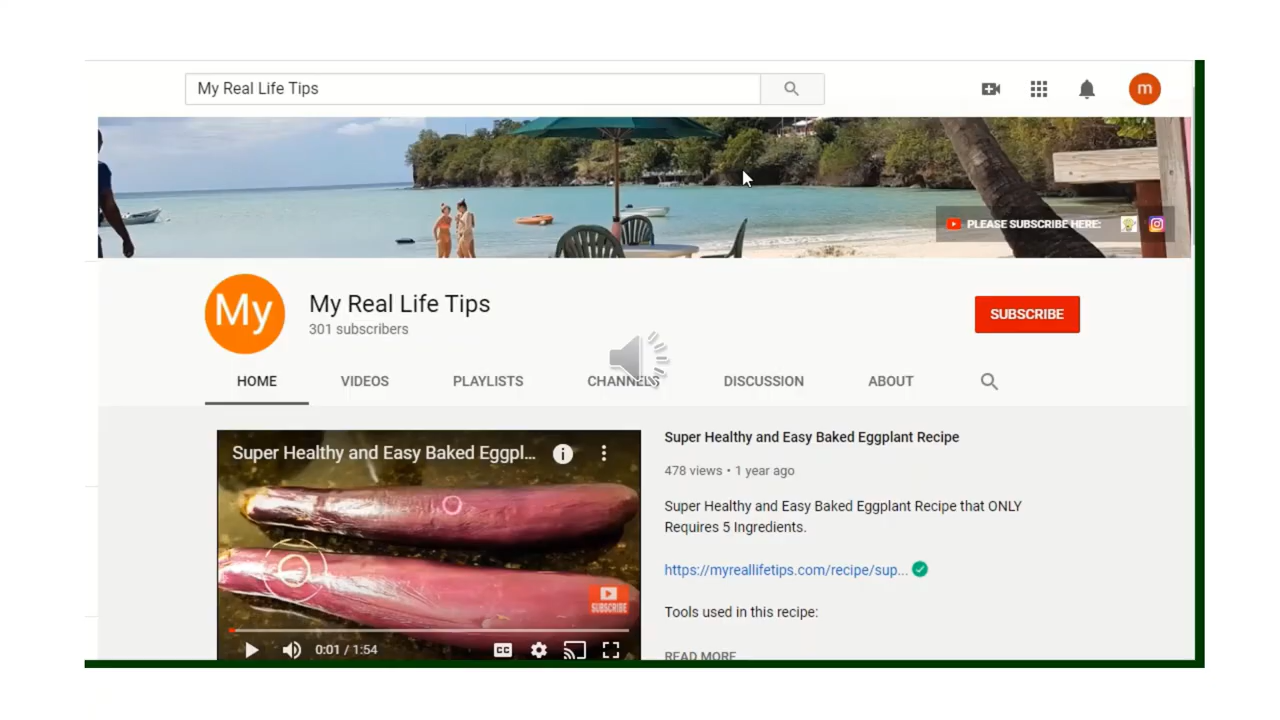 My Real Life Tips
m
PLEASE SUBSCRIBE HERE:
My
My Real Life Tips
301 subscribers
SUBSCRIBE
HOME VIDEOS PLAYLISTS CHANNELS DISCUSSION ABOUT
Super Healthy and Easy Baked Eggpl...
Super Healthy and Easy Baked Eggplant Recipe
478 views • 1 year ago
Super Healthy and Easy Baked Eggplant Recipe that ONLY
Requires 5 Ingredients.
https://myreallifetips.com/recipe/sup...
SUBSCRIBE
Tools used in this recipe:
0:01 / 1:54
CC
READ MORE